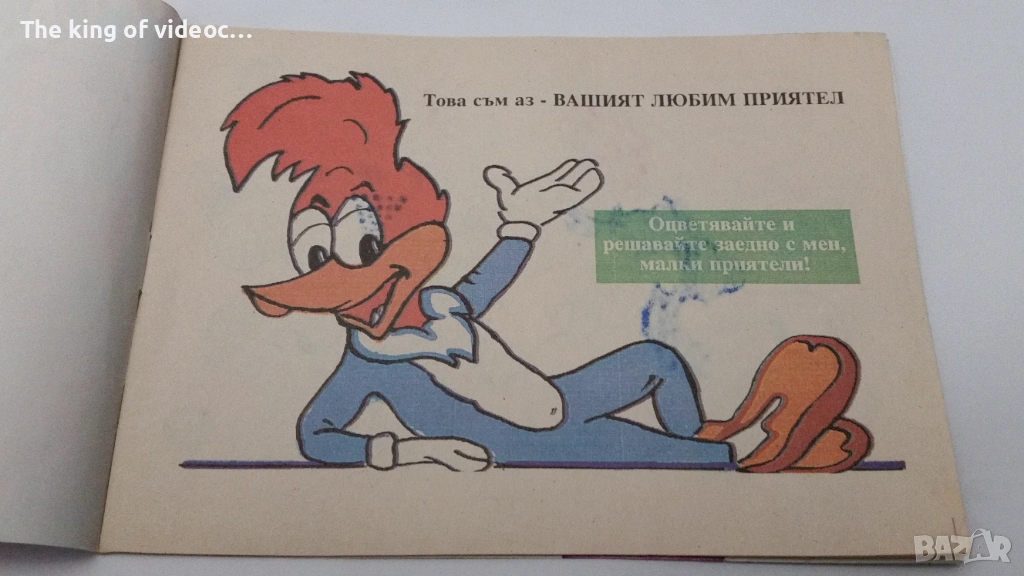 The king of videoc...
Това съм аз - ВАШИЯТ ЛЮБИМ ПРИЯТЕЛ
Оцветявайте и
решавайте заедно с мен,
малки приятели!
BAZAR